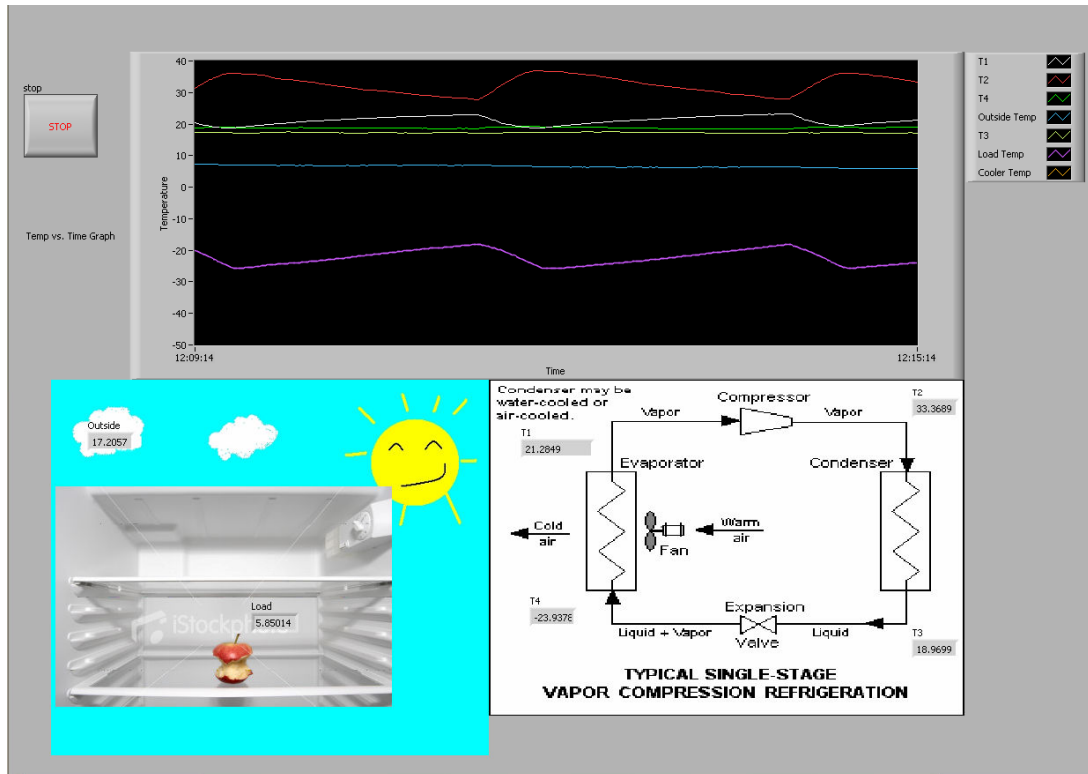 stop
STOP
Temp vs. Time Graph
Temperature
40
30
20
10
0
-10
-20
-30
-40
-50
12:09:14
12:15:14
Time
T1
T2
T4
Outside Temp
T3
Load Temp
Cooler Temp
Outside
17.2057
Load
5.85014
Condenser may be
water-cooled or
air-cooled.
T1
21.2849
Vapor
Compressor
Vapor
T2
33.3689
Evaporator
Condenser
Cold
air
Fan
Warm
air
T4
-23.9378
Liquid + Vapor
Expansion
Valve
Liquid
T3
18.9699
TYPICAL SINGLE-STAGE
VAPOR COMPRESSION REFRIGERATION